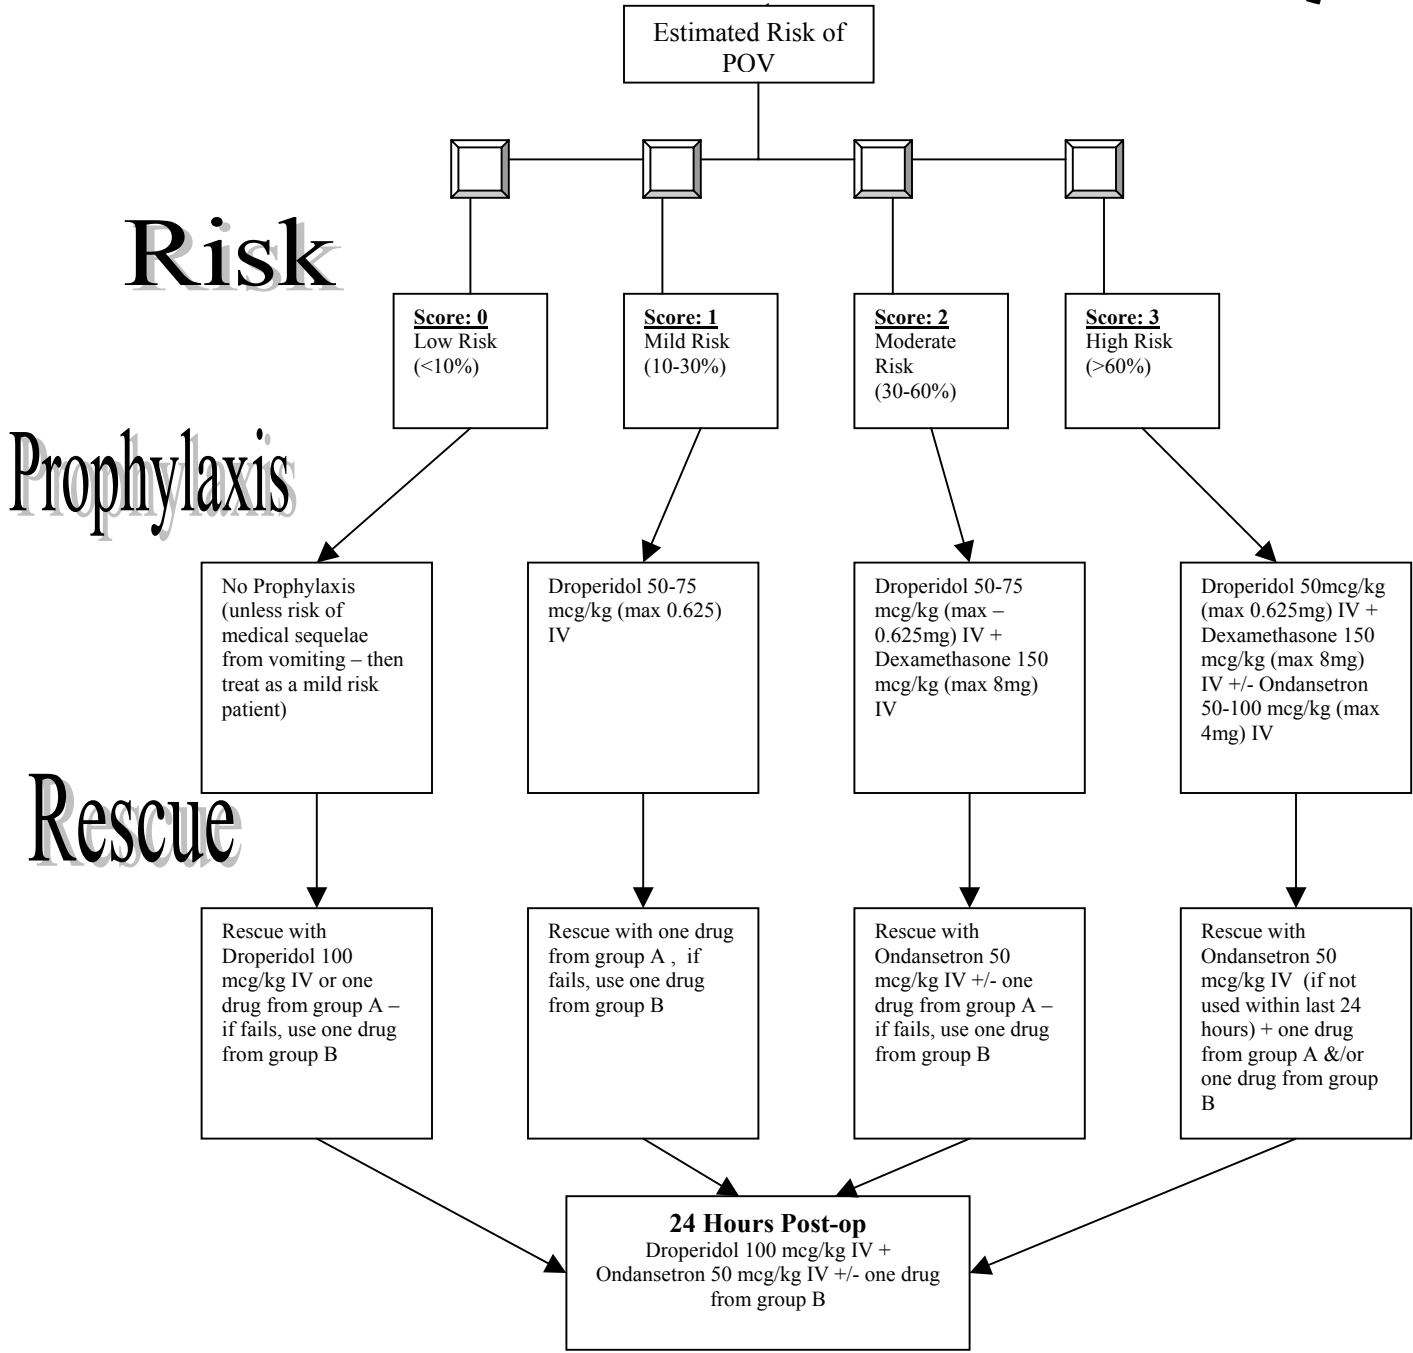 Estimated Risk of
POV
Risk
Score: 0
Low Risk
(<10%)
Score: 1
Mild Risk
(10-30%)
Score: 2
Moderate
Risk
(30-60%)
Score: 3
High Risk
(>60%)
Prophylaxis
No Prophylaxis
(unless risk of
medical sequelae
from vomiting – then
treat as a mild risk
patient)
Droperidol 50-75
mcg/kg (max 0.625)
IV
Droperidol 50-75
mcg/kg (max –
0.625mg) IV +
Dexamethasone 150
mcg/kg (max 8mg)
IV
Droperidol 50mcg/kg
(max 0.625mg) IV +
Dexamethasone 150
mcg/kg (max 8mg)
IV +/- Ondansetron
50-100 mcg/kg (max
4mg) IV
Rescue
Rescue with
Droperidol 100
mcg/kg IV or one
drug from group A –
if fails, use one drug
from group B
Rescue with one drug
from group A , if
fails, use one drug
from group B
Rescue with
Ondansetron 50
mcg/kg IV +/- one
drug from group A –
if fails, use one drug
from group B
Rescue with
Ondansetron 50
mcg/kg IV (if not
used within last 24
hours) + one drug
from group A &/or
one drug from group
B
24 Hours Post-op
Droperidol 100 mcg/kg IV +
Ondansetron 50 mcg/kg IV +/- one drug
from group B